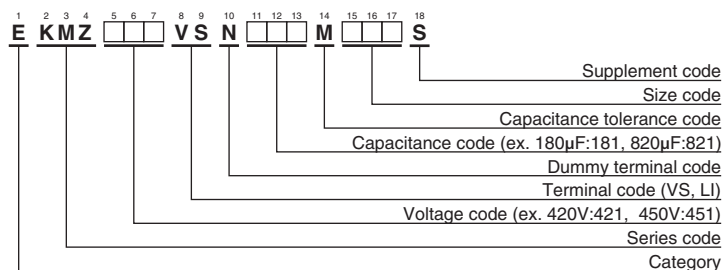 1 2 3 4 5 6 7 8 9 10 11 12 13 14 15 16 17 18
E KMZ VS N M S
Supplement code
Size code
Capacitance tolerance code
Capacitance code (ex. 180μF:181, 820μF:821)
Dummy terminal code
Terminal code (VS, LI)
Voltage code (ex. 420V:421, 450V:451)
Series code
Category